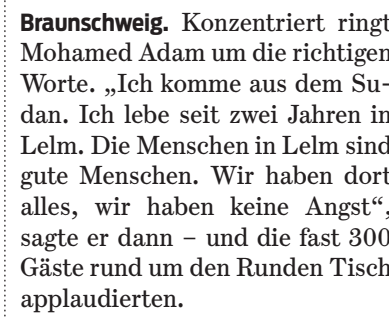 Braunschweig. Konzentriert ringt
Mohamed Adam um die richtigen
Worte. „Ich komme aus dem Su-
dan. Ich lebe seit zwei Jahren in
Lelm. Die Menschen in Lelm sind
gute Menschen. Wir haben dort
alles, wir haben keine Angst“,
sagte er dann – und die fast 300
Gäste rund um den Runden Tisch
applaudierten.